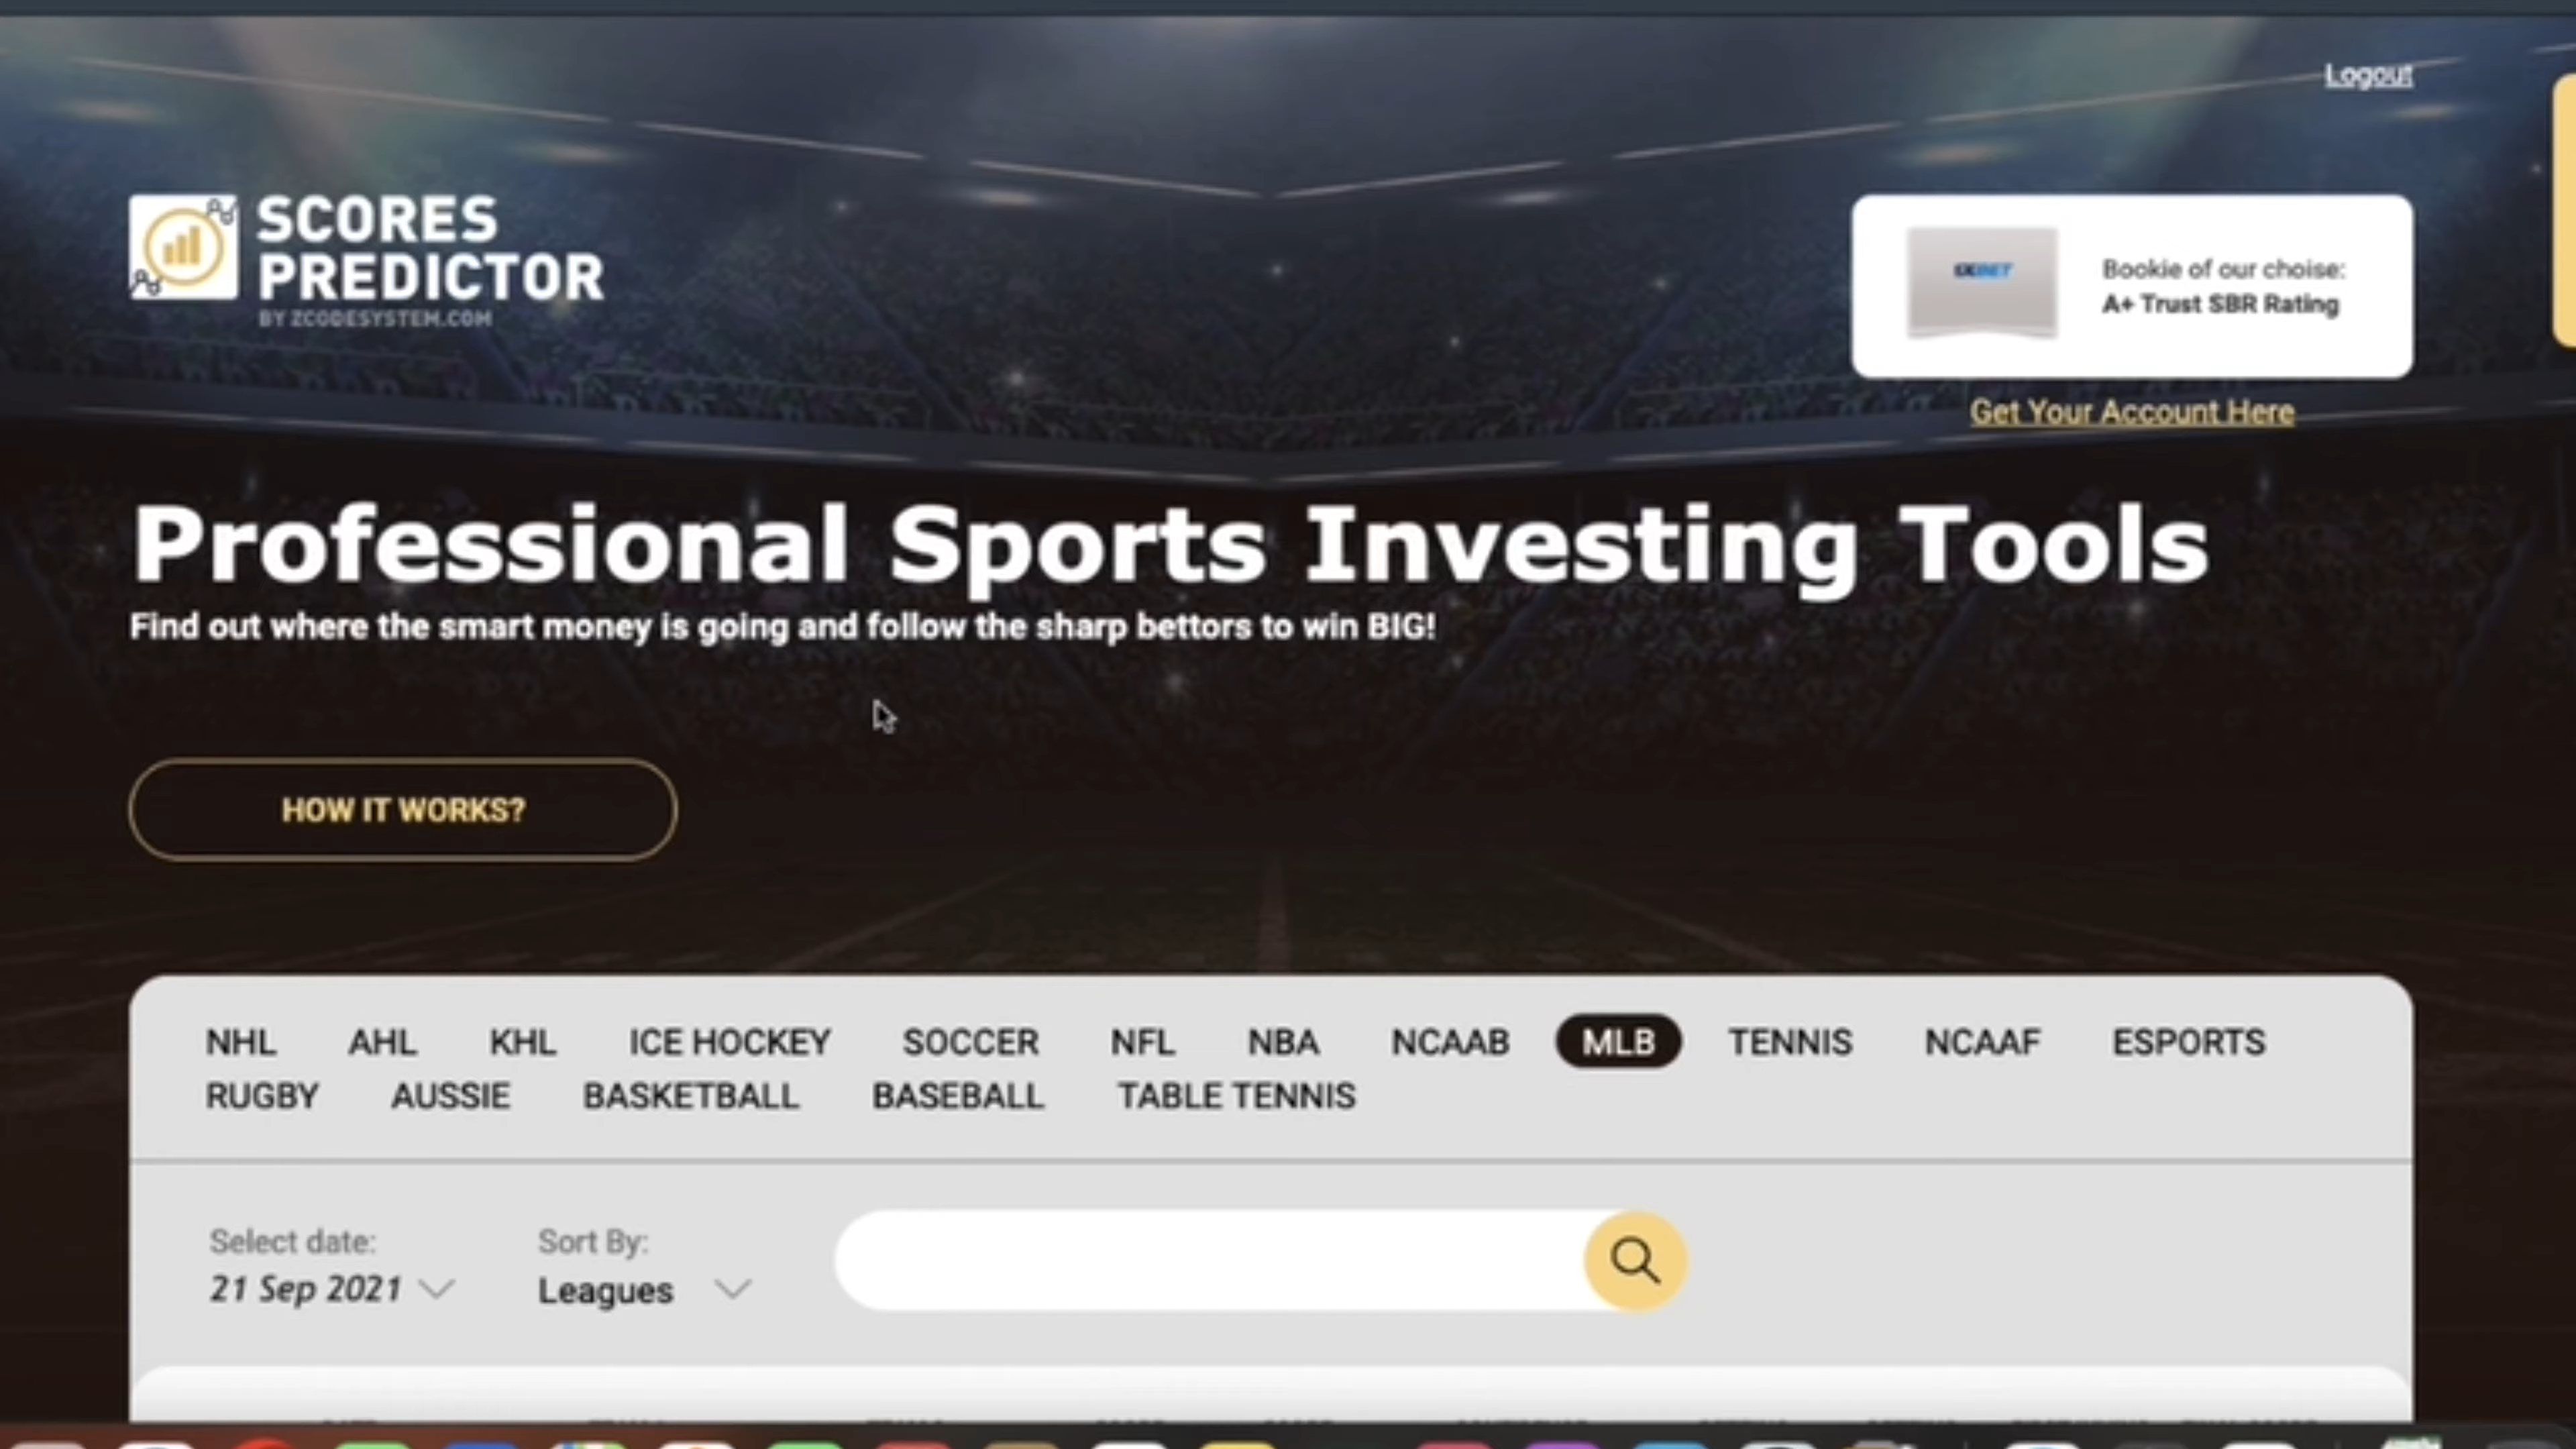 Logout
SCORES
PREDICTOR
BY ZCODESYSTEM.COM
1XBET
Bookie of our choise:
A+ Trust SBR Rating
Get Your Account Here
Professional Sports Investing Tools
Find out where the smart money is going and follow the sharp bettors to win BIG!
HOW IT WORKS?
NHL AHL KHL ICE HOCKEY SOCCER NFL NBA NCAAB MLB TENNIS NCAAF ESPORTS
RUGBY AUSSIE BASKETBALL BASEBALL TABLE TENNIS
Select date: Sort By:
21 Sep 2021 Leagues